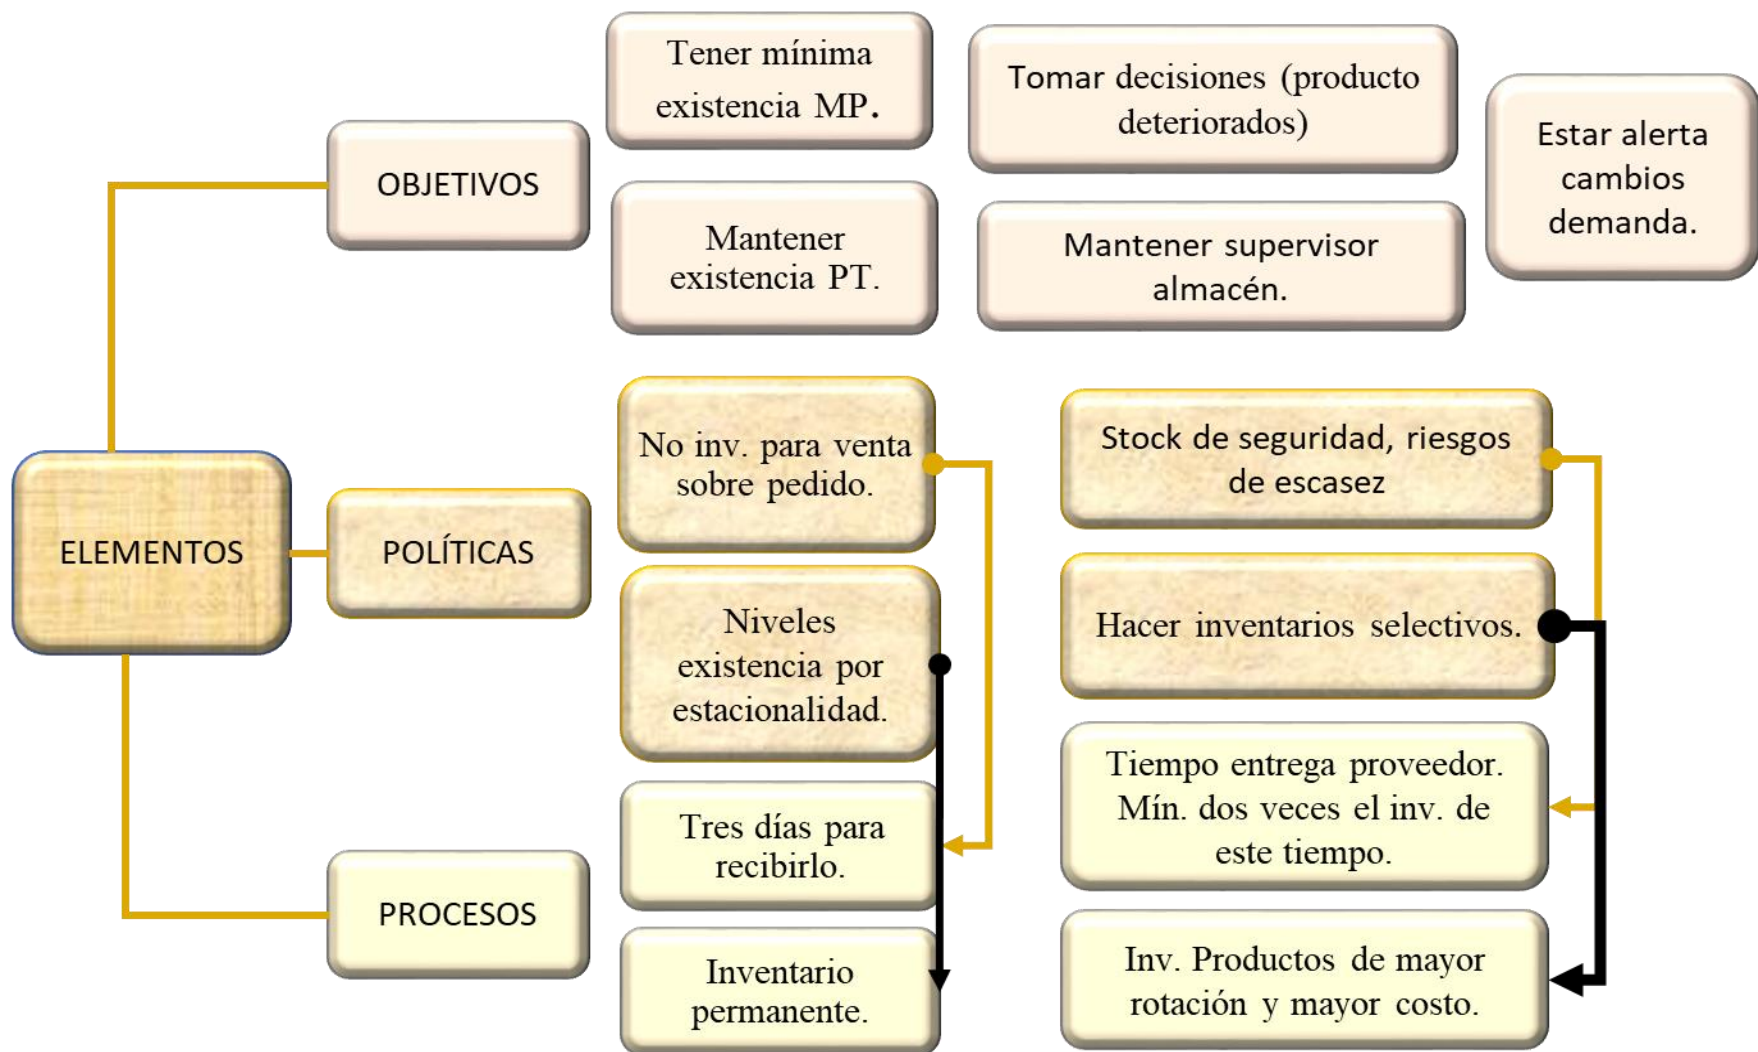 OBJETIVOS
Tener mínima
existencia MP.
Tomar decisiones (producto
deteriorados)
Estar alerta
cambios
demanda.
Mantener
existencia PT.
Mantener supervisor
almacén.
ELEMENTOS
POLÍTICAS
No inv. para venta
sobre pedido.
Stock de seguridad, riesgos
de escasez
Niveles
existencia por
estacionalidad.
Hacer inventarios selectivos.
PROCESOS
Tres días para
recibirlo.
Tiempo entrega proveedor.
Mín. dos veces el inv. de
este tiempo.
Inventario
permanente.
Inv. Productos de mayor
rotación y mayor costo.